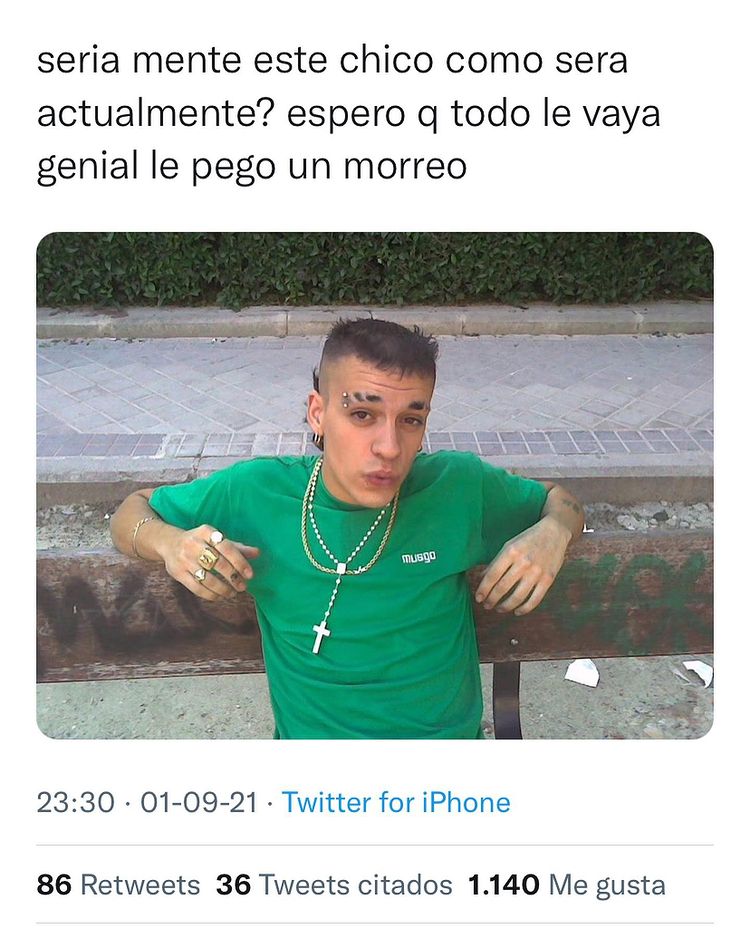 seria mente este chico como sera
actualmente? espero q todo le vaya
genial le pego un morreo
musgo
23:30 · 01-09-21 · Twitter for iPhone
86 Retweets 36 Tweets citados 1.140 Me gusta